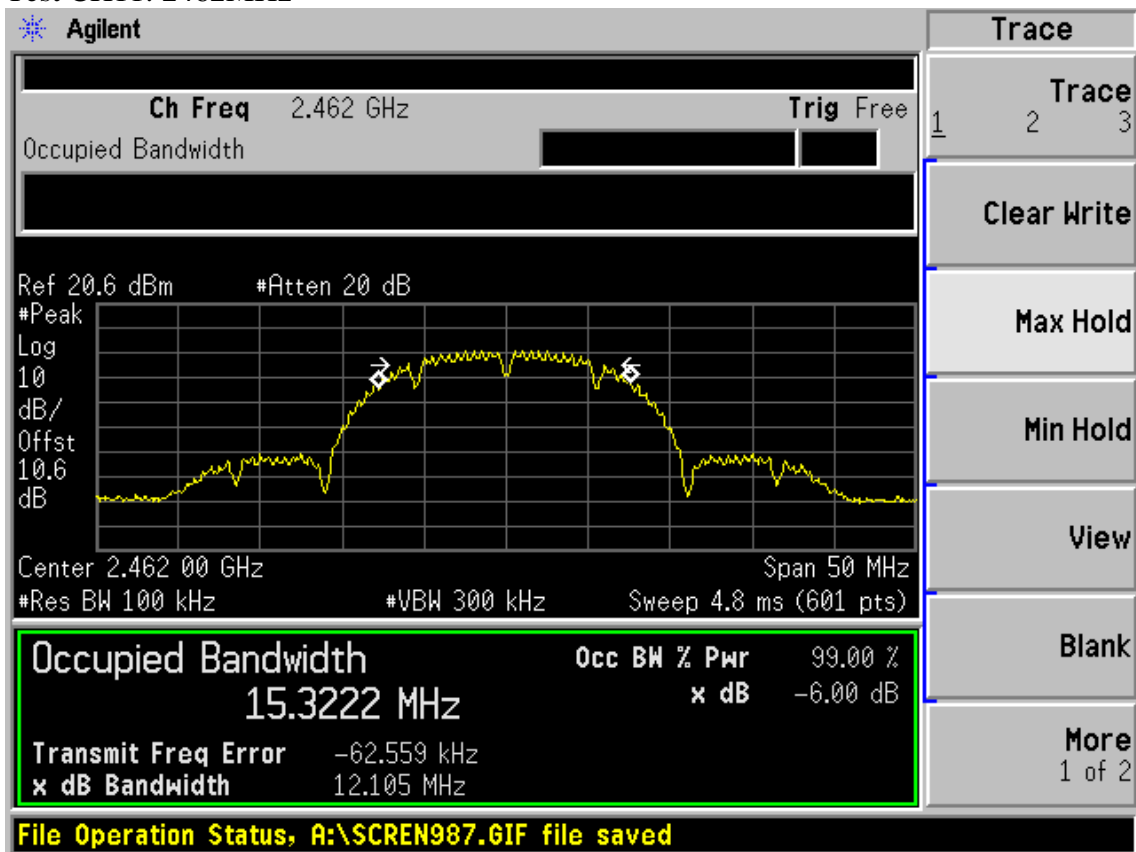 Agilent
Trace
Ch Freq 2.462 GHz Trig Free
Occupied Bandwidth
Trace
1 2 3
Clear Write
Max Hold
Min Hold
View
Blank
More
1 of 2
Ref 20.6 dBm #Atten 20 dB
#Peak
Log
10
dB/
Offst
10.6
dB
Center 2.462 00 GHz Span 50 MHz
#Res BW 100 kHz #VBW 300 kHz Sweep 4.8 ms (601 pts)
Occupied Bandwidth Occ BW % Pwr 99.00 %
15.3222 MHz x dB -6.00 dB
Transmit Freq Error -62.559 kHz
x dB Bandwidth 12.105 MHz
File Operation Status, A:\SCREN987.GIF file saved